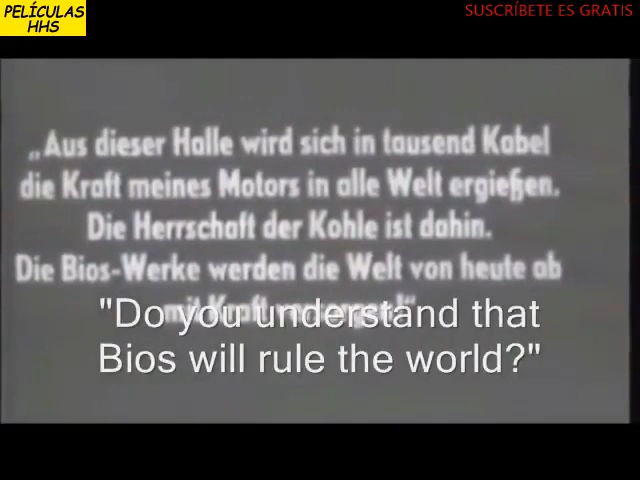 PELÍCULAS
HHS
SUSCRÍBETE ES GRATIS
„Aus dieser Halle wird sich in tausend Kabel
die Kraft meines Motors in alle Welt ergießen.
Die Herrschaft der Kohle ist dahin.
Die Bios-Werke werden die Welt von heute ab
mit Kraft
"Do you understand that
Bios will rule the world?"